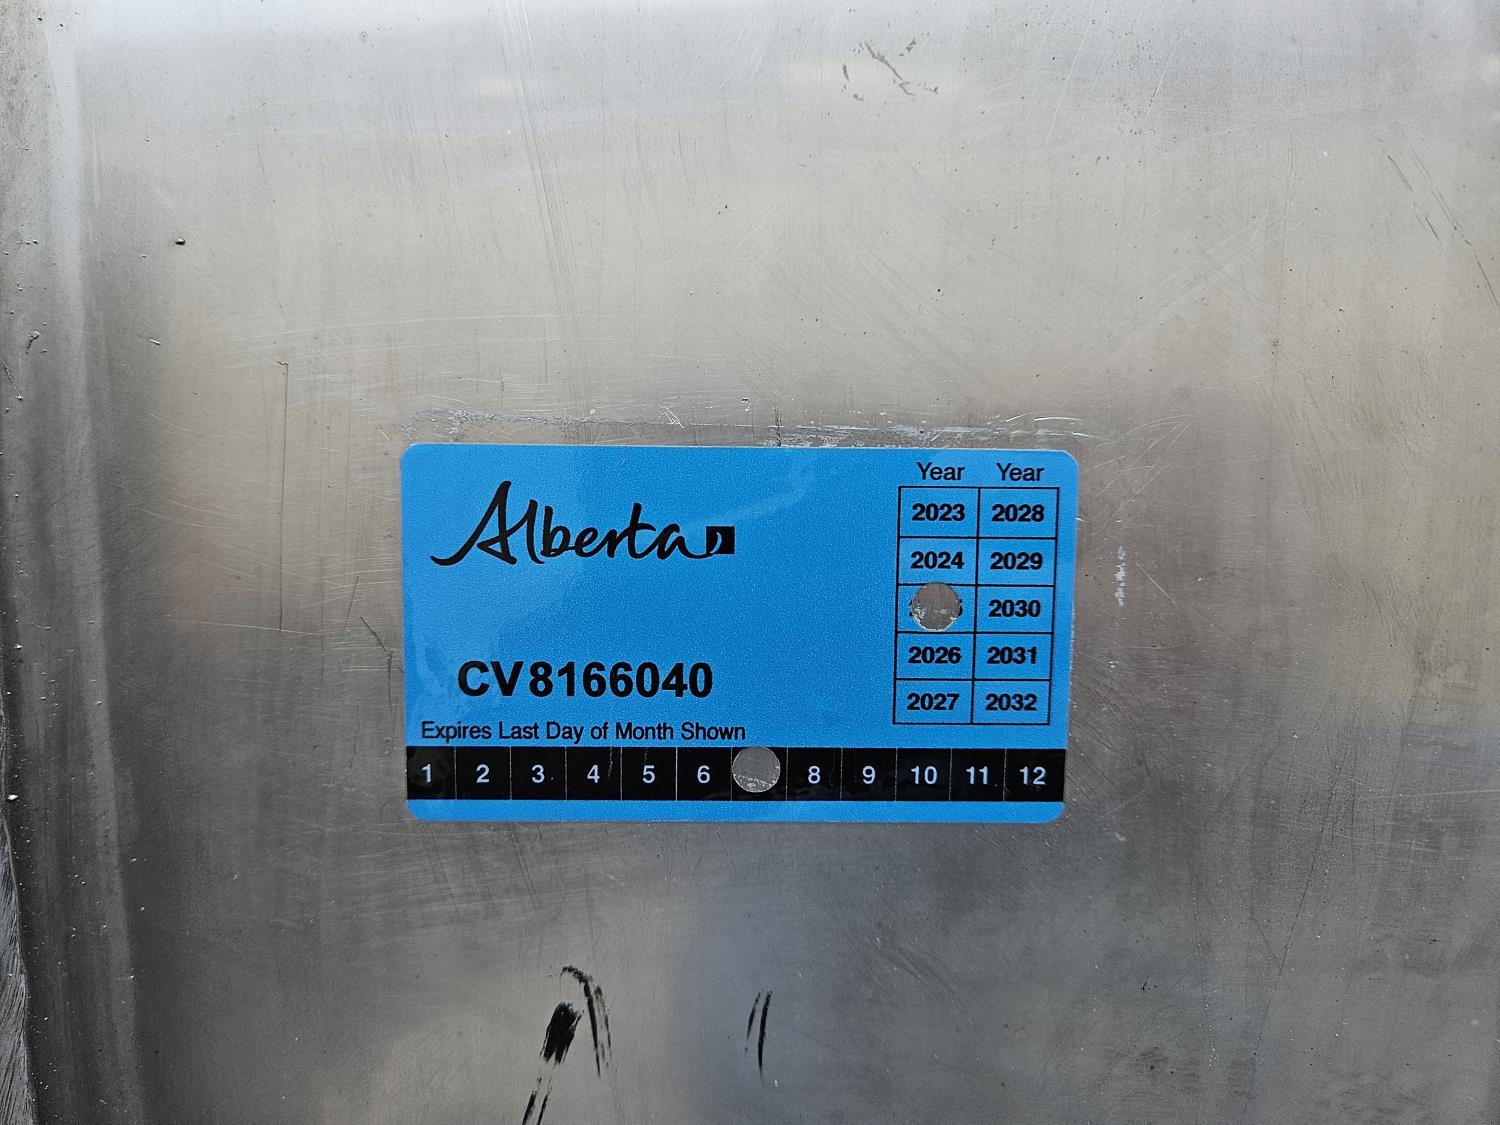 Alberta
Year Year
2023 2028
2024 2029
2030
2026 2031
2027 2032
CV8166040
Expires Last Day of Month Shown
1 2 3 4 5 6 8 9 10 11 12